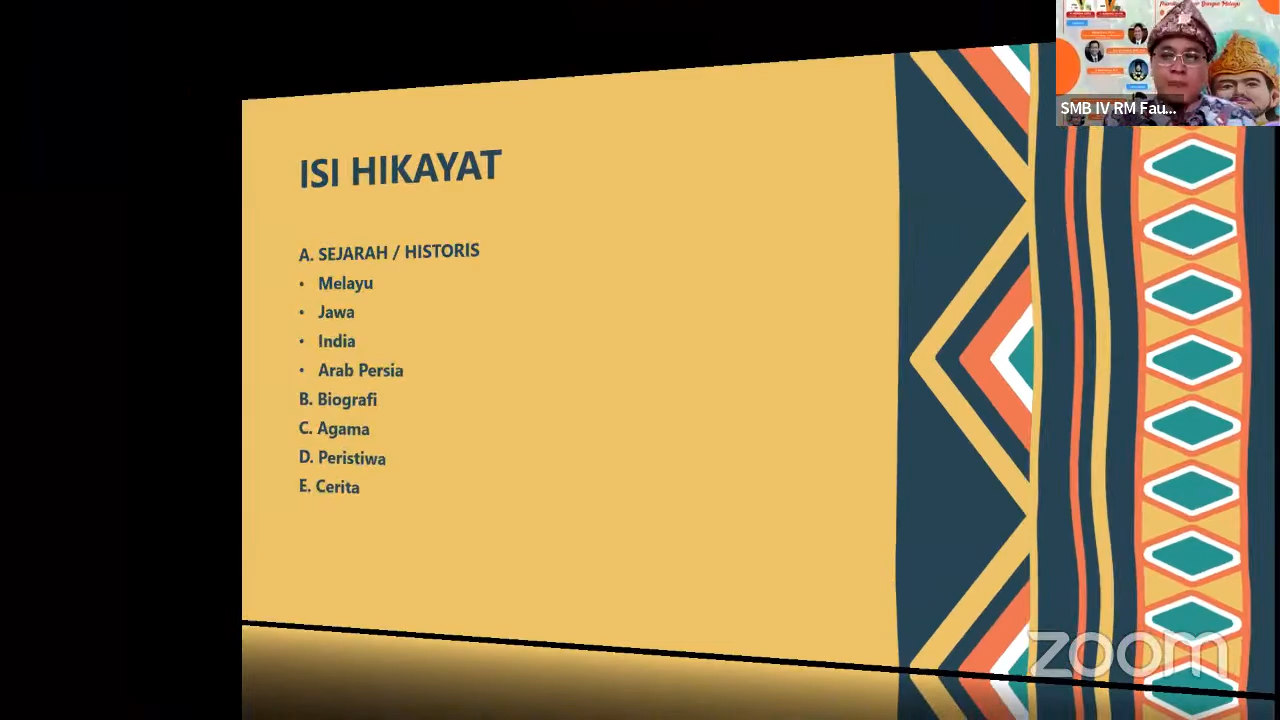 ISI HIKAYAT
A. SEJARAH / HISTORIS
• Melayu
• Jawa
• India
• Arab Persia
B. Biografi
C. Agama
D. Peristiwa
E. Cerita
SMB IV RM Fau...
zoom